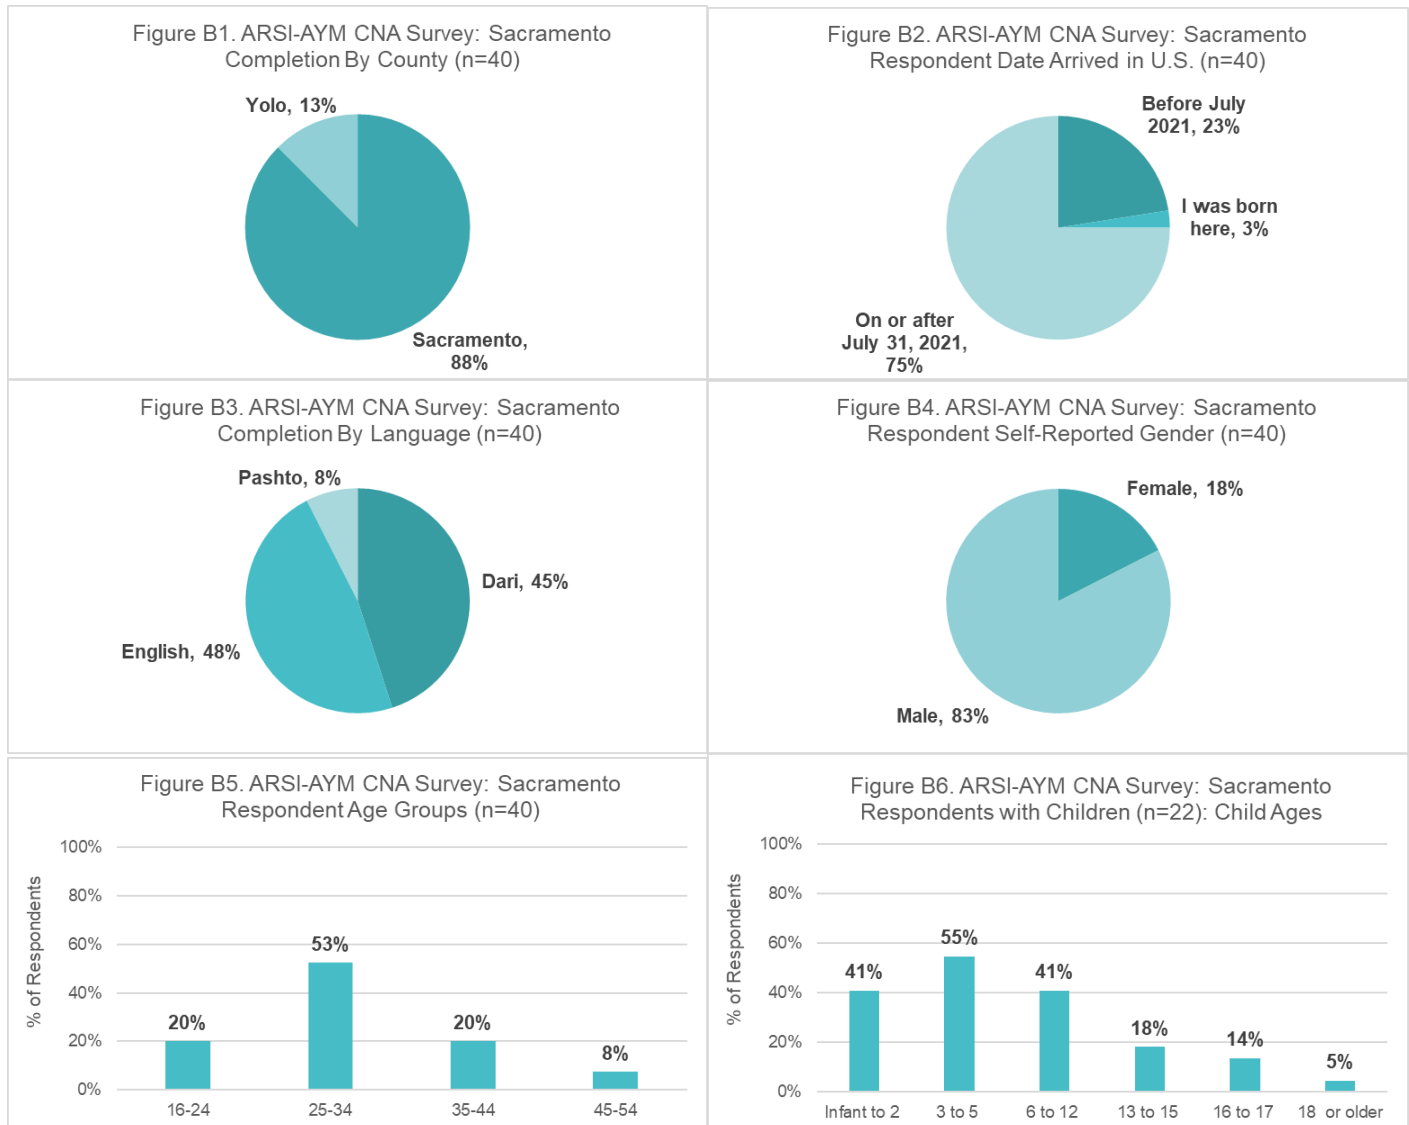 Figure B1. ARSI-AYM CNA Survey: Sacramento
Completion By County (n=40)
Yolo, 13%
Sacramento,
88%
Figure B2. ARSI-AYM CNA Survey: Sacramento
Respondent Date Arrived in U.S. (n=40)
Before July
2021, 23%
I was born
here, 3%
On or after
July 31, 2021,
75%
Figure B3. ARSI-AYM CNA Survey: Sacramento
Completion By Language (n=40)
Pashto, 8%
Dari, 45%
English, 48%
Figure B4. ARSI-AYM CNA Survey: Sacramento
Respondent Self-Reported Gender (n=40)
Female, 18%
Male, 83%
Figure B5. ARSI-AYM CNA Survey: Sacramento
Respondent Age Groups (n=40)
% of Respondents
100%
80%
60%
40%
20%
0%
20%
53%
20%
8%
16-24
25-34
35-44
45-54
Figure B6. ARSI-AYM CNA Survey: Sacramento
Respondents with Children (n=22): Child Ages
% of Respondents
100%
80%
60%
40%
20%
0%
41%
55%
41%
18%
14%
5%
Infant to 2
3 to 5
6 to 12
13 to 15
16 to 17
18 or older